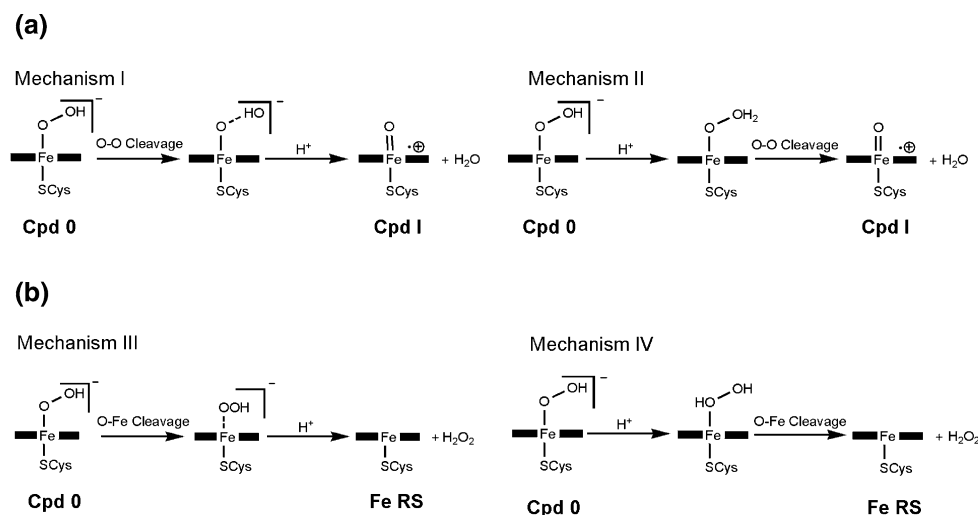 (a)
Mechanism I
Mechanism II
O OH –
O HO –
O
O OH –
O OH₂
O
O-O Cleavage
H⁺
·⊕
+ H₂O
H⁺
O-O Cleavage
·⊕
+ H₂O
Fe Fe Fe Fe Fe Fe
SCys SCys SCys SCys SCys SCys
Cpd 0 Cpd I Cpd 0 Cpd I
(b)
Mechanism III
Mechanism IV
O OH –
OOH –
O OH –
HO OH
O-Fe Cleavage
H⁺
+ H₂O₂
H⁺
O-Fe Cleavage
+ H₂O₂
Fe Fe Fe Fe Fe Fe
SCys SCys SCys SCys SCys SCys
Cpd 0 Fe RS Cpd 0 Fe RS